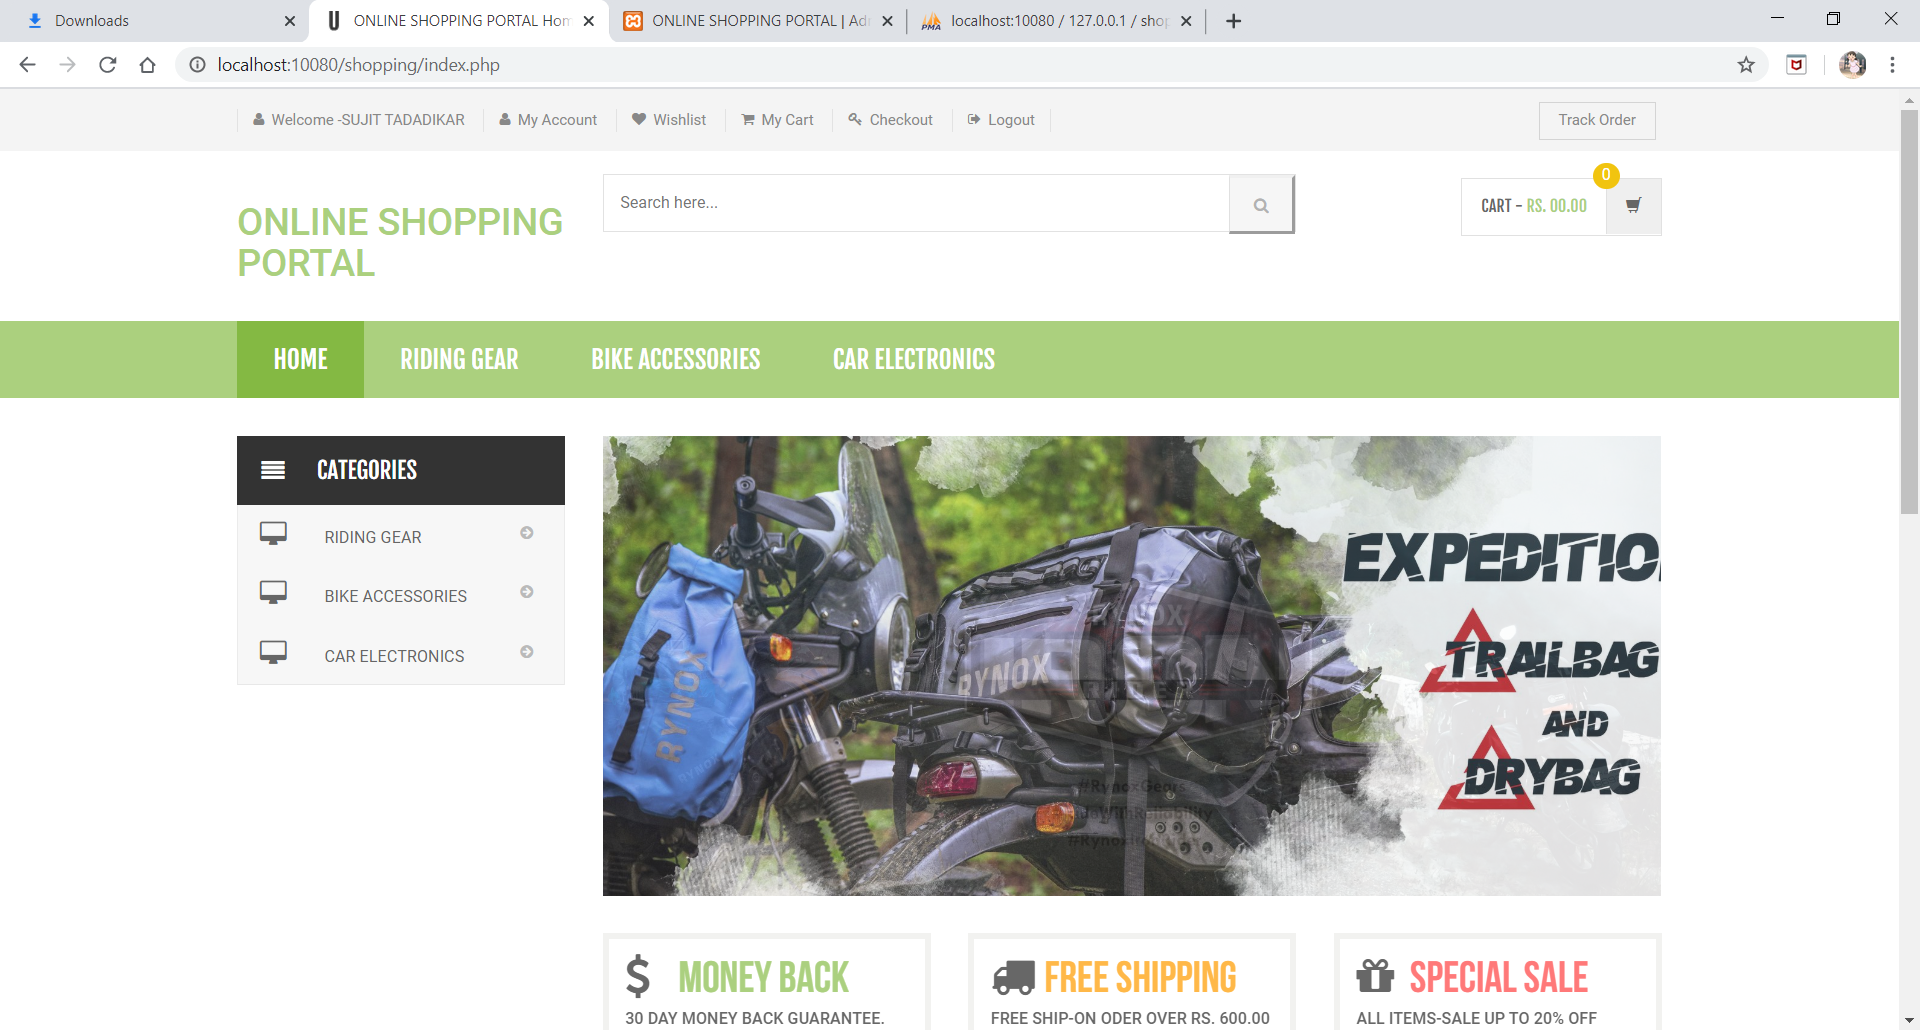 Downloads
ONLINE SHOPPING PORTAL Hom
ONLINE SHOPPING PORTAL | Ad
localhost:10080 / 127.0.0.1 / shop
localhost:10080/shopping/index.php
Welcome -SUJIT TADADIKAR
My Account
Wishlist
My Cart
Checkout
Logout
Track Order
ONLINE SHOPPING
PORTAL
Search here...
CART - RS. 00.00
0
HOME
RIDING GEAR
BIKE ACCESSORIES
CAR ELECTRONICS
CATEGORIES
RIDING GEAR
BIKE ACCESSORIES
CAR ELECTRONICS
EXPEDITIO
TRAILBAG
AND
DRYBAG
RYNOX
RYNOX
RYNOX
#RynoxGears
MONEY BACK
30 DAY MONEY BACK GUARANTEE.
FREE SHIPPING
FREE SHIP-ON ODER OVER RS. 600.00
SPECIAL SALE
ALL ITEMS-SALE UP TO 20% OFF